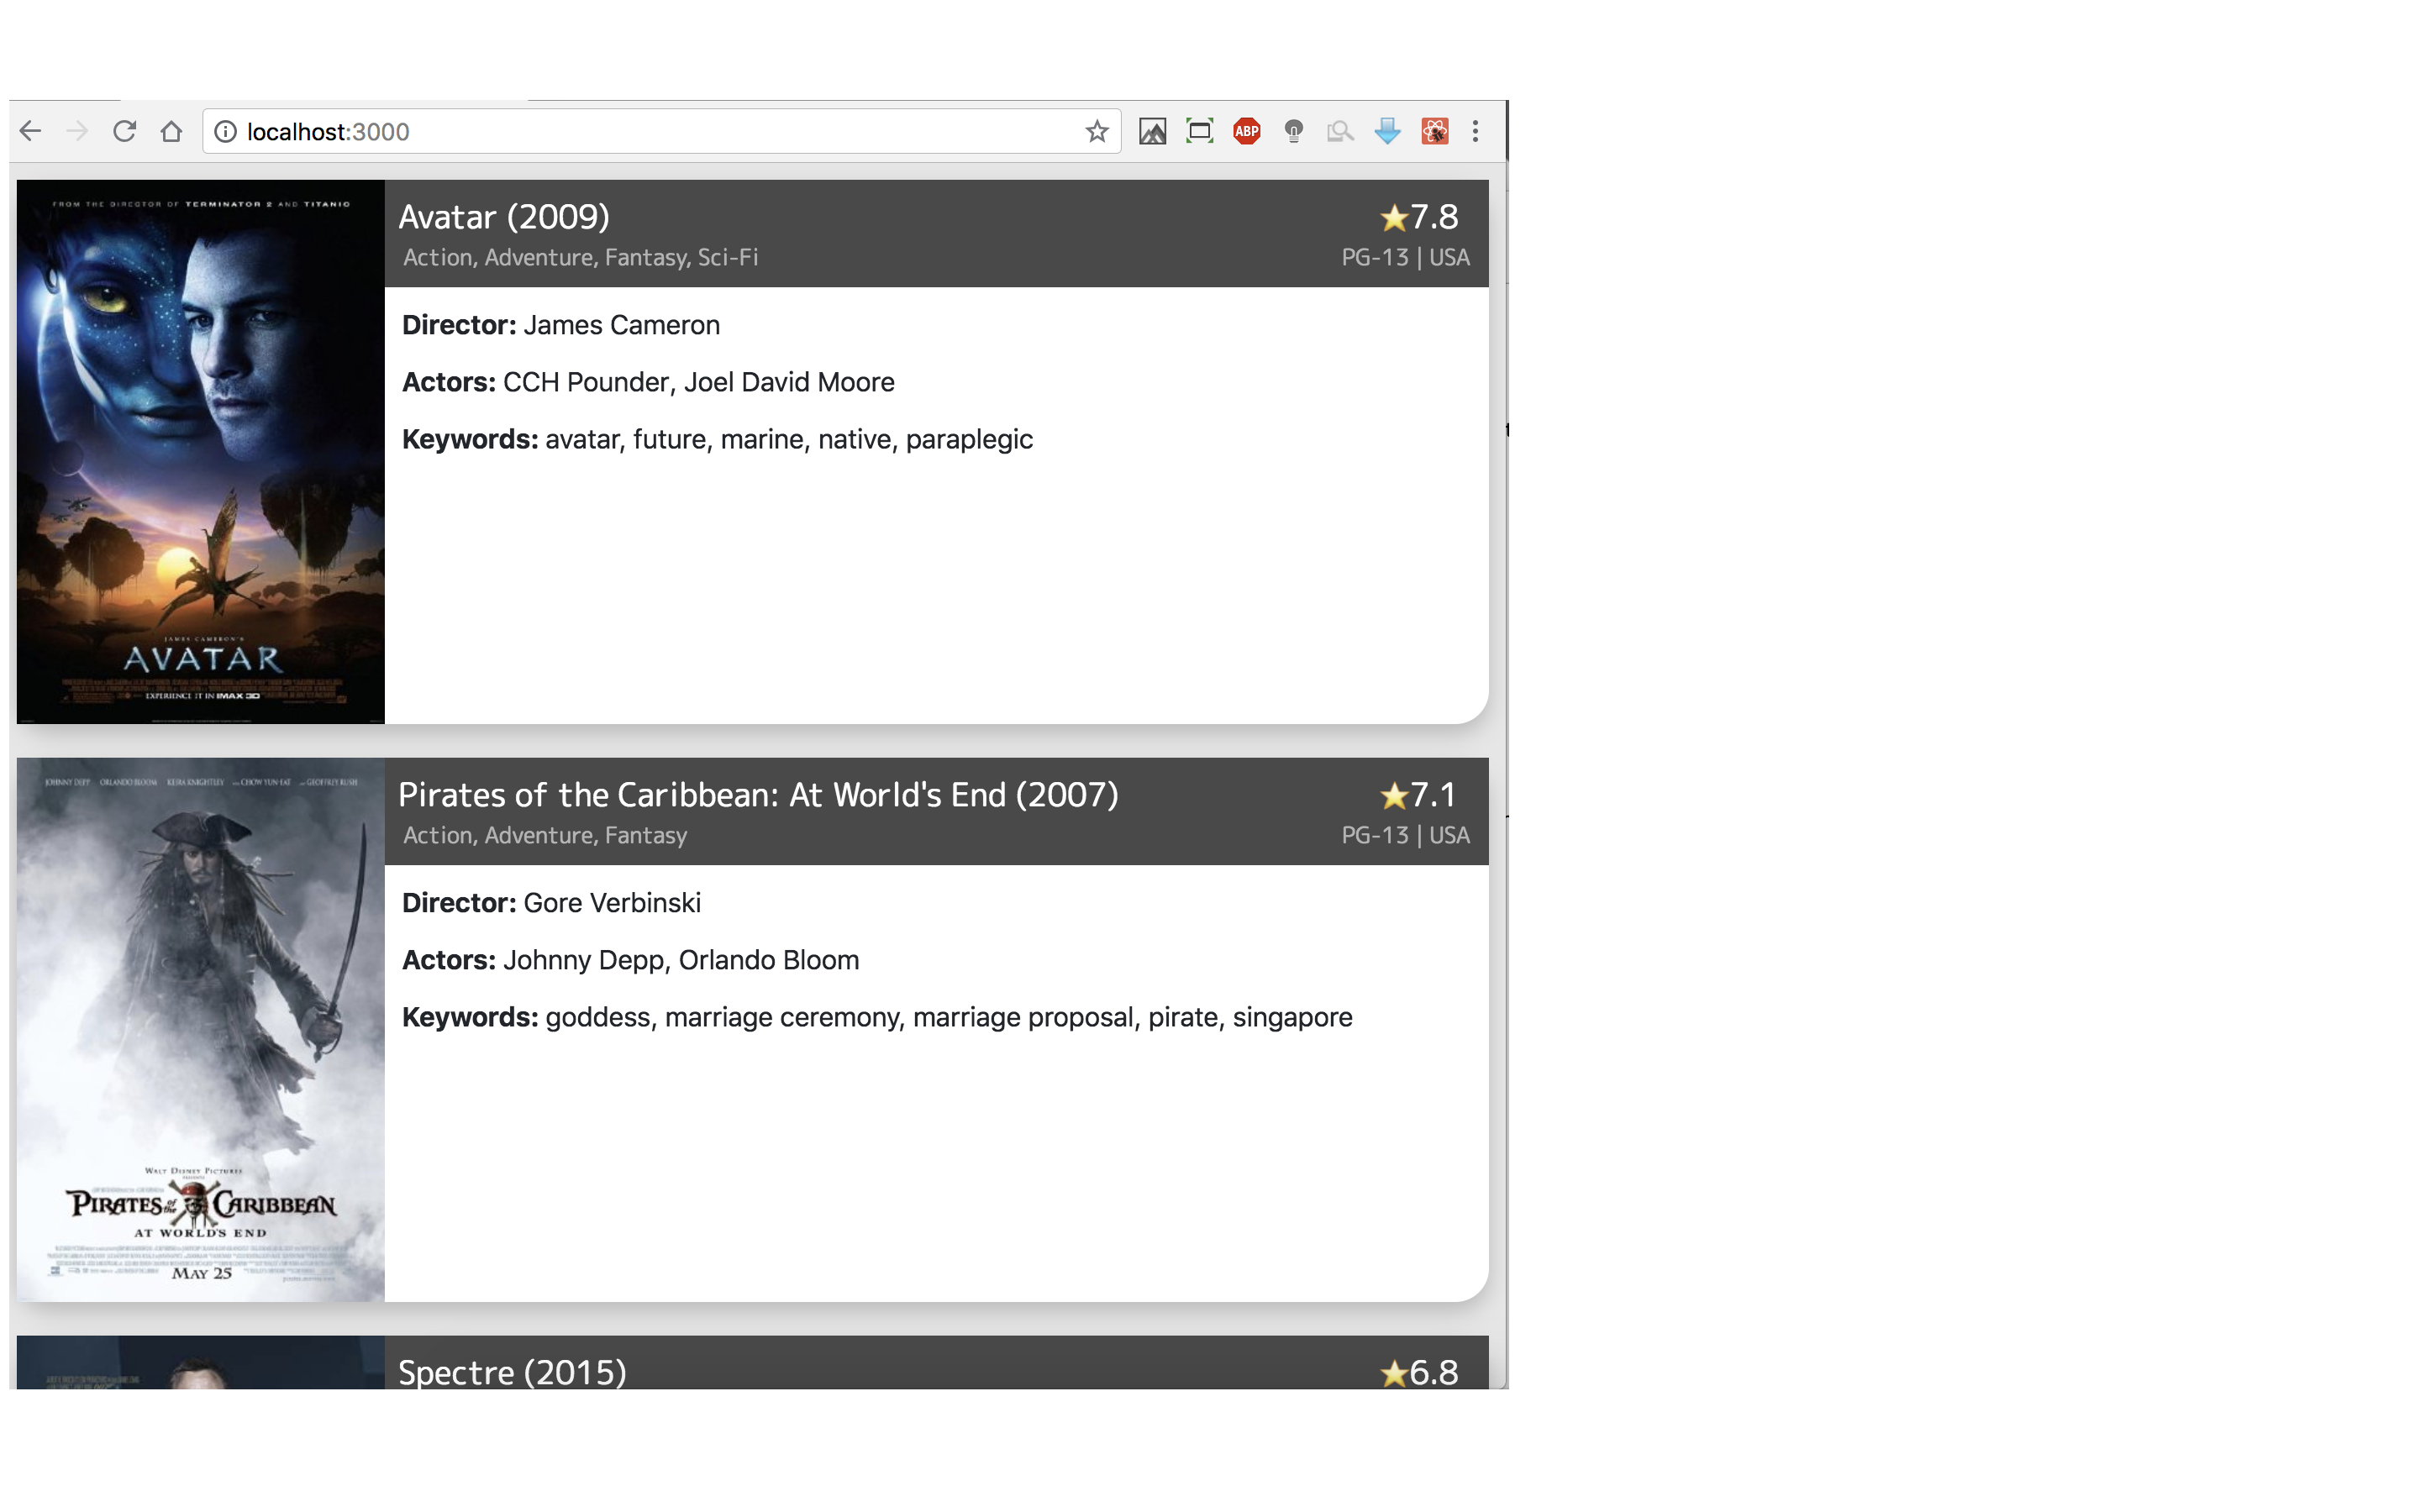 localhost:3000
ABP
FROM THE DIRECTOR OF TERMINATOR 2 AND TITANIC
JAMES CAMERON'S
AVATAR
EXPERIENCE IT IN IMAX 3D
Avatar (2009)
⭐7.8
Action, Adventure, Fantasy, Sci-Fi
PG-13 | USA
Director: James Cameron
Actors: CCH Pounder, Joel David Moore
Keywords: avatar, future, marine, native, paraplegic
JOHNNY DEPP ORLANDO BLOOM KEIRA KNIGHTLEY CHOW YUN-FAT GEOFFREY RUSH
WALT DISNEY PICTURES
PIRATES of the CARIBBEAN
AT WORLD'S END
MAY 25
Pirates of the Caribbean: At World's End (2007)
⭐7.1
Action, Adventure, Fantasy
PG-13 | USA
Director: Gore Verbinski
Actors: Johnny Depp, Orlando Bloom
Keywords: goddess, marriage ceremony, marriage proposal, pirate, singapore
Spectre (2015)
⭐6.8